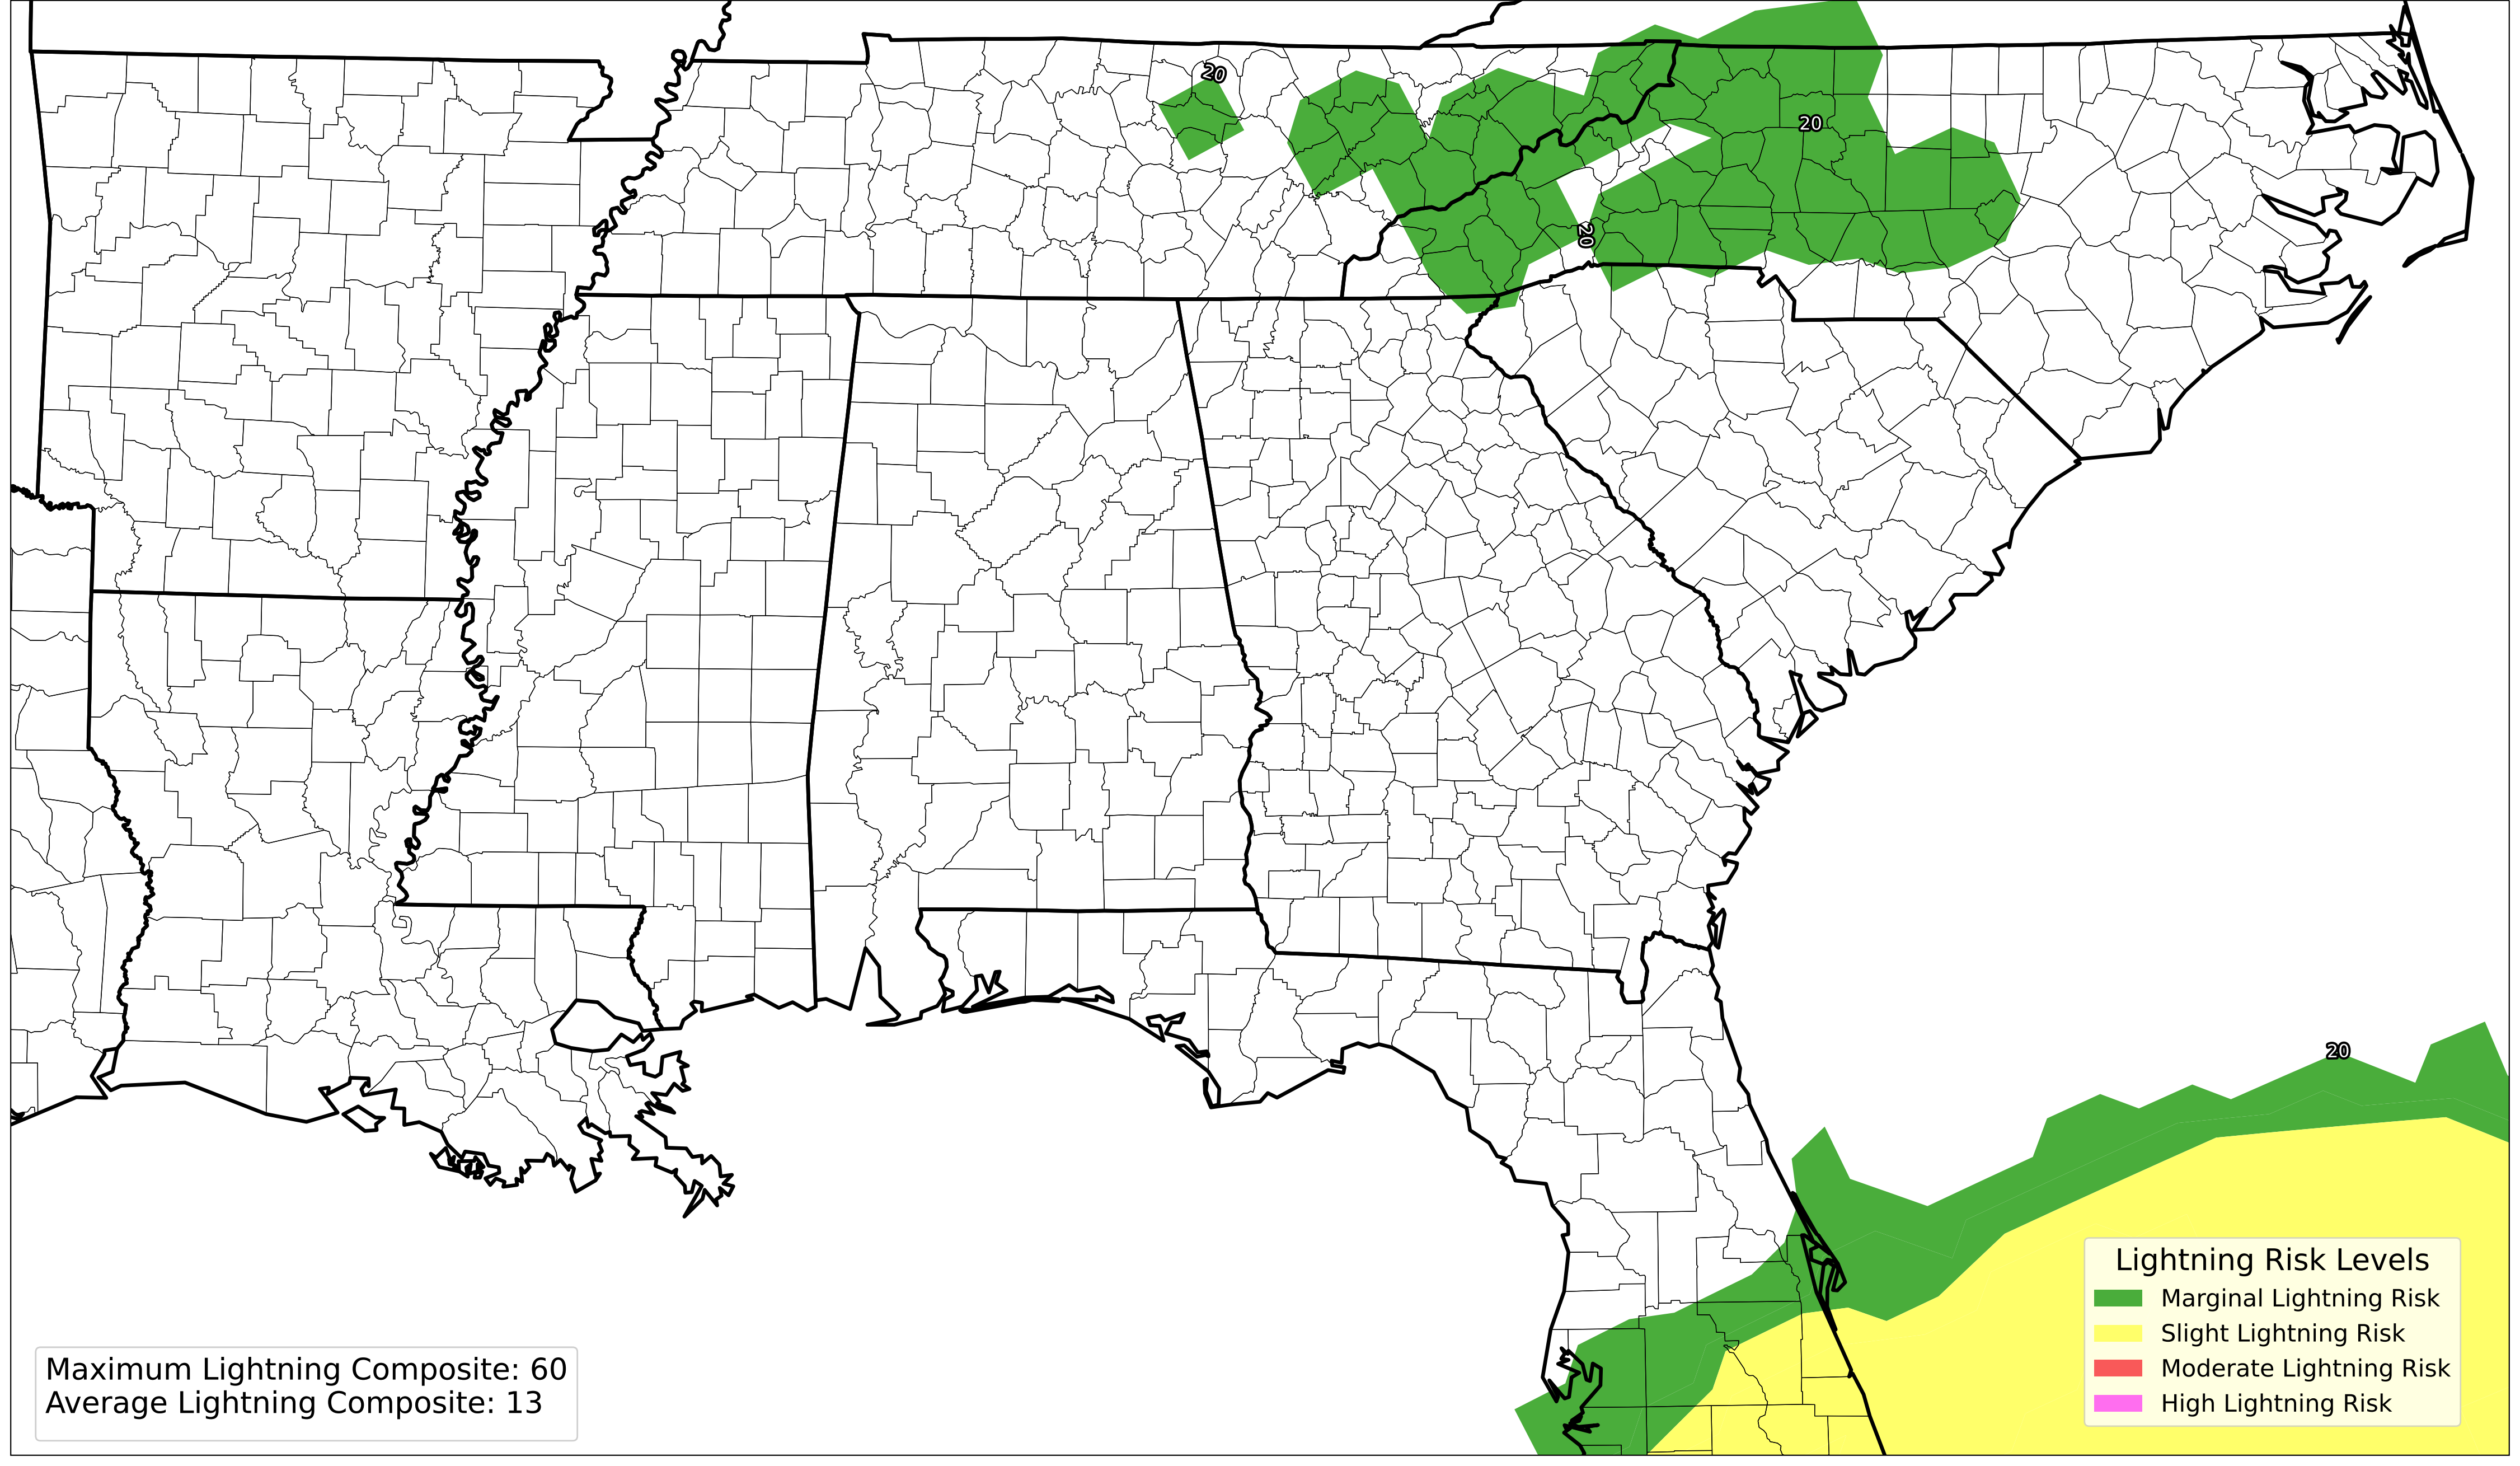 20
20
20
20
Lightning Risk Levels
Marginal Lightning Risk
Slight Lightning Risk
Moderate Lightning Risk
High Lightning Risk
Maximum Lightning Composite: 60
Average Lightning Composite: 13